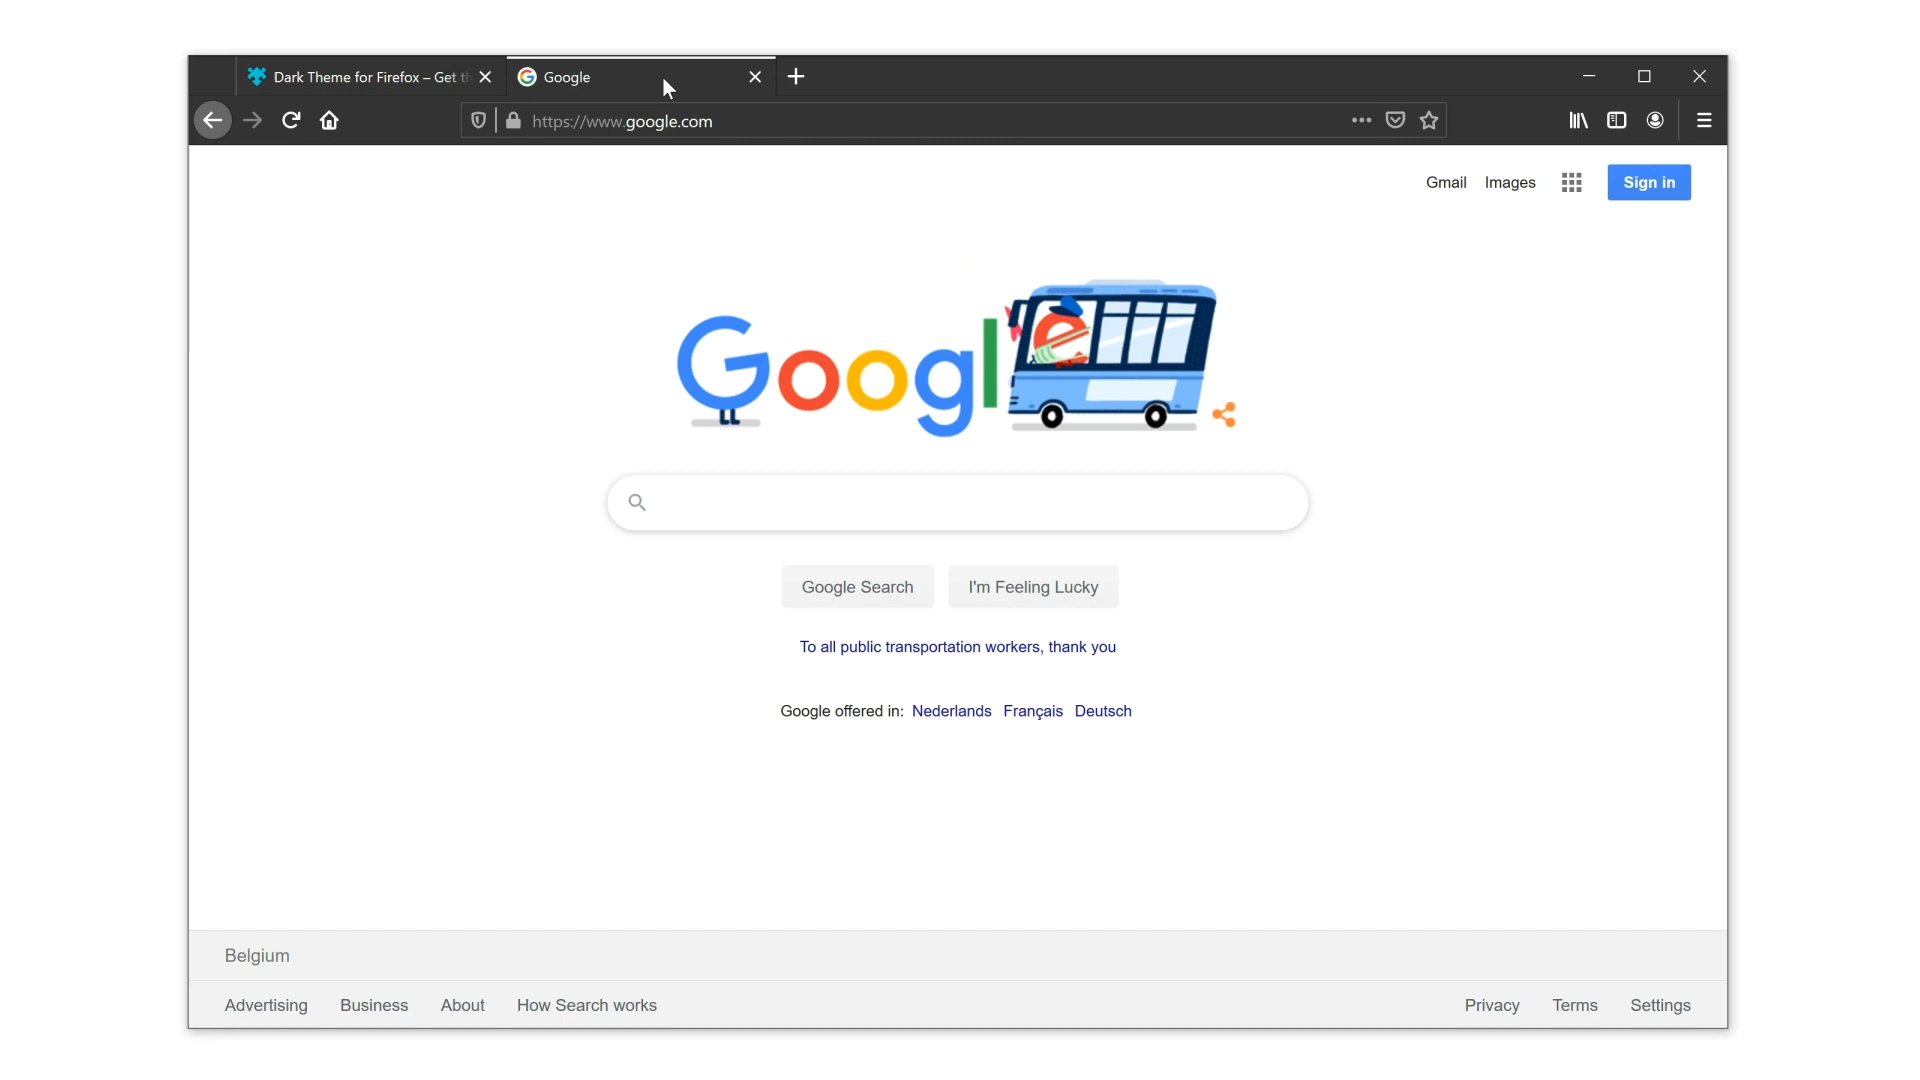 Dark Theme for Firefox – Get th
Google
https://www.google.com
Gmail Images Sign in
Google
Google Search I'm Feeling Lucky
To all public transportation workers, thank you
Google offered in: Nederlands Français Deutsch
Belgium
Advertising Business About How Search works Privacy Terms Settings